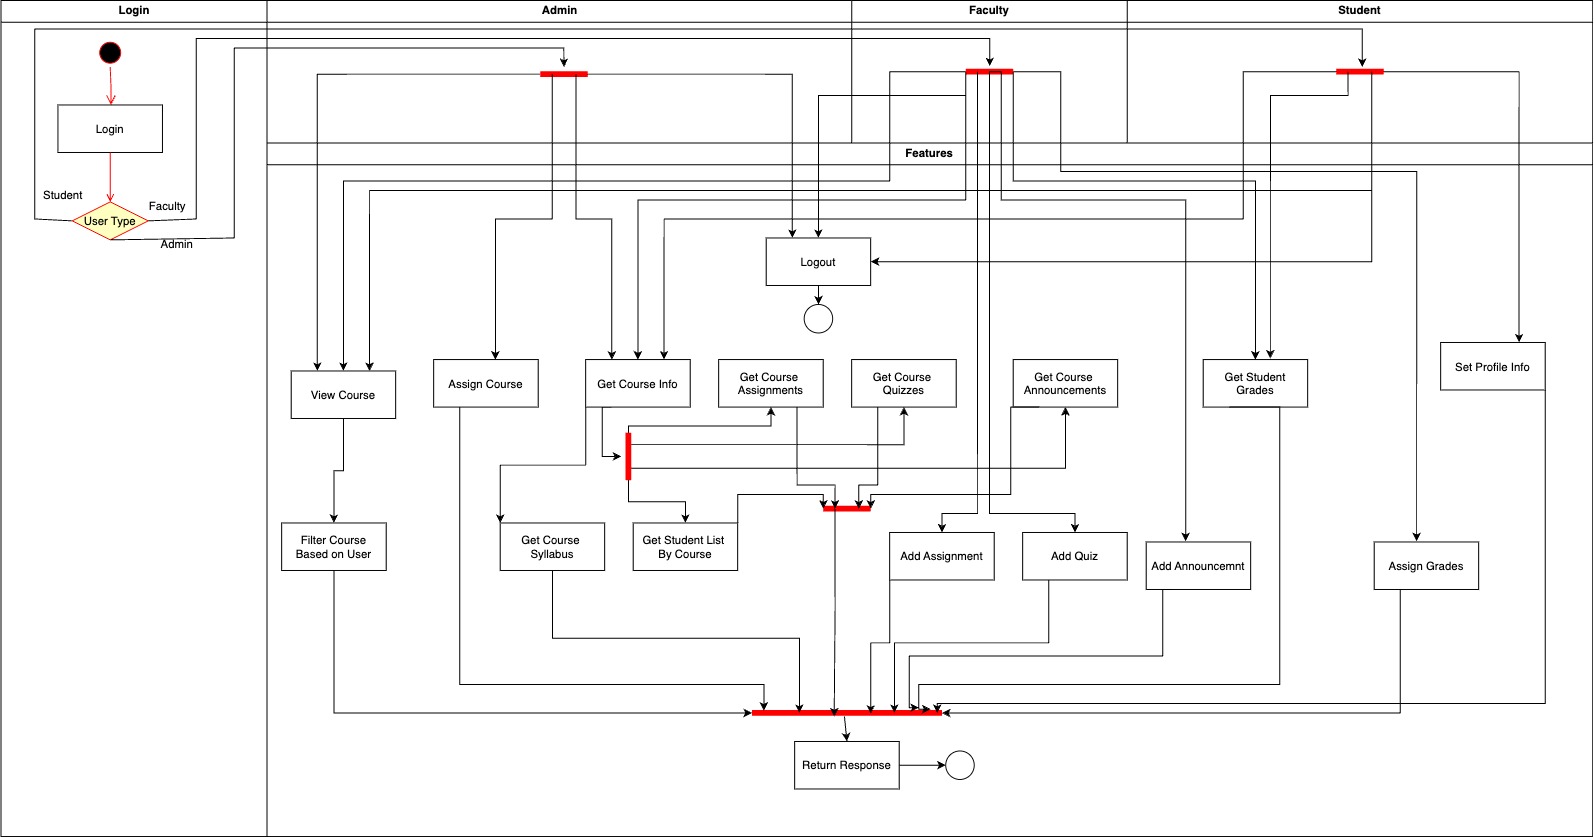 Login
Admin
Faculty
Student
Login
Student
Faculty
User Type
Admin
Features
Logout
View Course
Assign Course
Get Course Info
Get Course
Assignments
Get Course
Quizzes
Get Course
Announcements
Get Student
Grades
Set Profile Info
Filter Course
Based on User
Get Course
Syllabus
Get Student List
By Course
Add Assignment
Add Quiz
Add Announcemnt
Assign Grades
Return Response